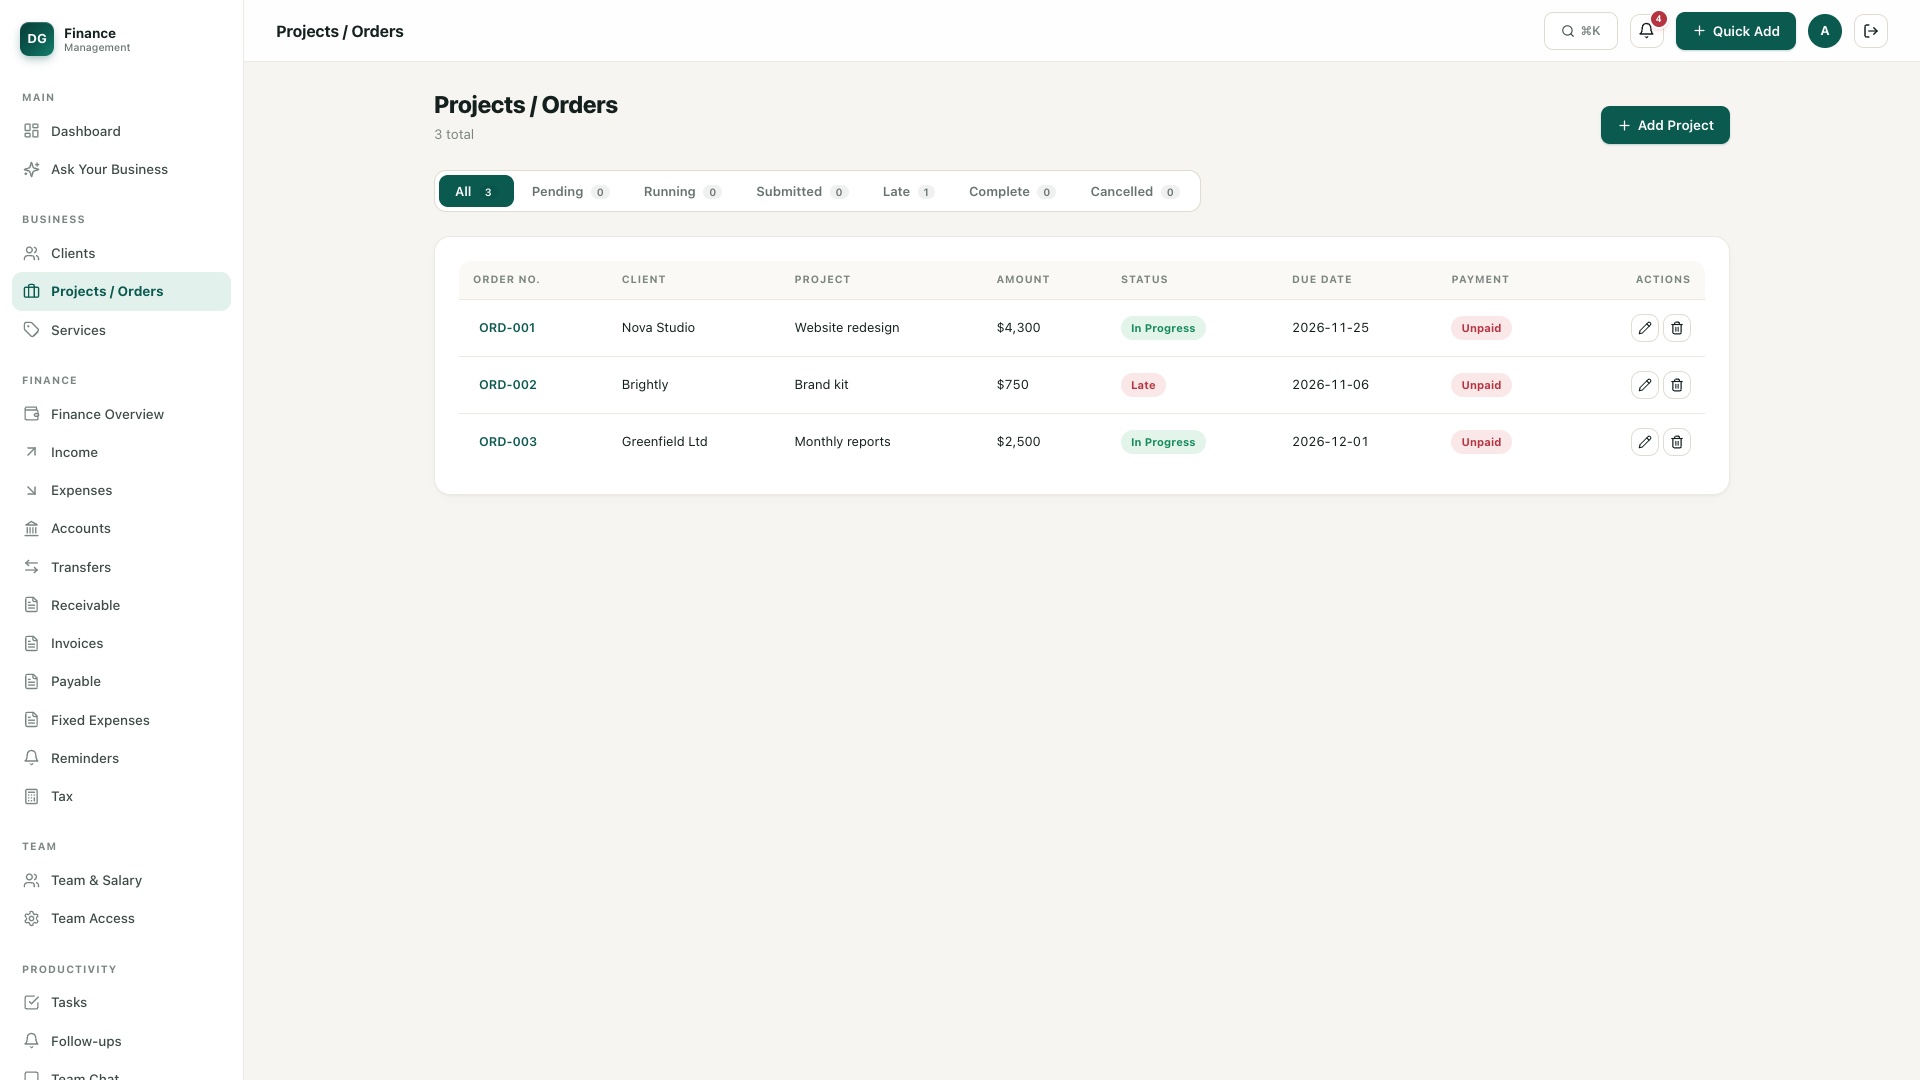 DG
Finance
Management
MAIN
Dashboard
Ask Your Business
BUSINESS
Clients
Projects / Orders
Services
FINANCE
Finance Overview
Income
Expenses
Accounts
Transfers
Receivable
Invoices
Payable
Fixed Expenses
Reminders
Tax
TEAM
Team & Salary
Team Access
PRODUCTIVITY
Tasks
Follow-ups
Team Chat
Projects / Orders
⌘K
4
+ Quick Add
A
Projects / Orders
3 total
+ Add Project
All 3 Pending 0 Running 0 Submitted 0 Late 1 Complete 0 Cancelled 0
ORDER NO. CLIENT PROJECT AMOUNT STATUS DUE DATE PAYMENT ACTIONS
ORD-001 Nova Studio Website redesign $4,300 In Progress 2026-11-25 Unpaid
ORD-002 Brightly Brand kit $750 Late 2026-11-06 Unpaid
ORD-003 Greenfield Ltd Monthly reports $2,500 In Progress 2026-12-01 Unpaid